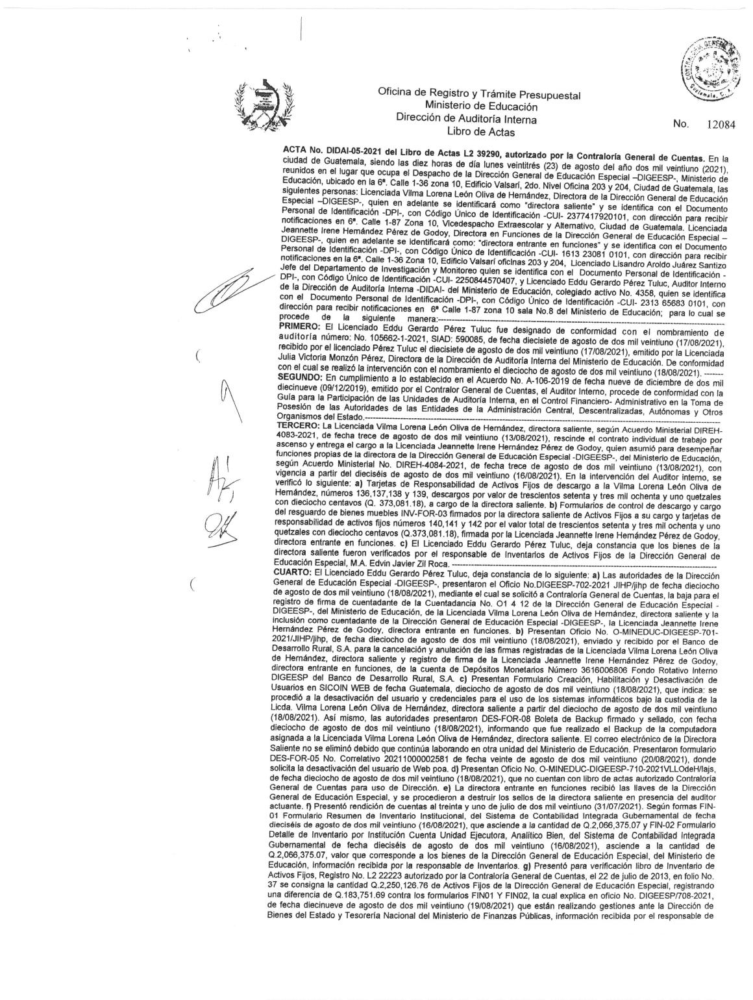 CONTRALORIA GENERAL DE CUENTAS
Guatemala, C. A.
Oficina de Registro y Trámite Presupuestal
Ministerio de Educación
Dirección de Auditoría Interna
Libro de Actas
No. 12084
ACTA No. DIDAI-05-2021 del Libro de Actas L2 39290, autorizado por la Contraloría General de Cuentas. En la
ciudad de Guatemala, siendo las diez horas de día lunes veintitrés (23) de agosto del año dos mil veintiuno (2021),
reunidos en el lugar que ocupa el Despacho de la Dirección General de Educación Especial –DIGEESP-, Ministerio de
Educación, ubicado en la 6ª. Calle 1-36 zona 10, Edificio Valsarí, 2do. Nivel Oficina 203 y 204, Ciudad de Guatemala, las
siguientes personas: Licenciada Vilma Lorena León Oliva de Hernández, Directora de la Dirección General de Educación
Especial –DIGEESP-, quien en adelante se identificará como "directora saliente" y se identifica con el Documento
Personal de Identificación -DPI-, con Código Único de Identificación -CUI- 2377417920101, con dirección para recibir
notificaciones en 6ª. Calle 1-87 Zona 10, Vicedespacho Extraescolar y Alternativo, Ciudad de Guatemala. Licenciada
Jeannette Irene Hernández Pérez de Godoy, Directora en Funciones de la Dirección General de Educación Especial –
DIGEESP-, quien en adelante se identificará como: "directora entrante en funciones" y se identifica con el Documento
Personal de Identificación -DPI-, con Código Único de Identificación -CUI- 1613 23081 0101, con dirección para recibir
notificaciones en la 6ª. Calle 1-36 Zona 10, Edificio Valsarí oficinas 203 y 204, Licenciado Lisandro Aroldo Juárez Santizo
Jefe del Departamento de Investigación y Monitoreo quien se identifica con el Documento Personal de Identificación -
DPI-, con Código Único de Identificación -CUI- 2250844570407, y Licenciado Eddu Gerardo Pérez Tuluc, Auditor Interno
de la Dirección de Auditoría Interna -DIDAI- del Ministerio de Educación, colegiado activo No. 4358, quien se identifica
con el Documento Personal de Identificación -DPI-, con Código Único de Identificación -CUI- 2313 65683 0101, con
dirección para recibir notificaciones en 6ª Calle 1-87 zona 10 sala No.8 del Ministerio de Educación; para lo cual se
procede de la siguiente manera:-----------------------------------------------------------------------
PRIMERO: El Licenciado Eddu Gerardo Pérez Tuluc fue designado de conformidad con el nombramiento de
auditoría número: No. 105662-1-2021, SIAD: 590085, de fecha diecisiete de agosto de dos mil veintiuno (17/08/2021),
recibido por el licenciado Pérez Tuluc el diecisiete de agosto de dos mil veintiuno (17/08/2021), emitido por la Licenciada
Julia Victoria Monzón Pérez, Directora de la Dirección de Auditoría Interna del Ministerio de Educación. De conformidad
con el cual se realizó la intervención con el nombramiento el dieciocho de agosto de dos mil veintiuno (18/08/2021). -------
SEGUNDO: En cumplimiento a lo establecido en el Acuerdo No. A-106-2019 de fecha nueve de diciembre de dos mil
diecinueve (09/12/2019), emitido por el Contralor General de Cuentas, el Auditor Interno, procede de conformidad con la
Guía para la Participación de las Unidades de Auditoría Interna, en el Control Financiero- Administrativo en la Toma de
Posesión de las Autoridades de las Entidades de la Administración Central, Descentralizadas, Autónomas y Otros
Organismos del Estado.-----------------------------------------------------------------------
TERCERO: La Licenciada Vilma Lorena León Oliva de Hernández, directora saliente, según Acuerdo Ministerial DIREH-
4083-2021, de fecha trece de agosto de dos mil veintiuno (13/08/2021), rescinde el contrato individual de trabajo por
ascenso y entrega el cargo a la Licenciada Jeannette Irene Hernández Pérez de Godoy, quien asumió para desempeñar
funciones propias de la directora de la Dirección General de Educación Especial -DIGEESP-, del Ministerio de Educación,
según Acuerdo Ministerial No. DIREH-4084-2021, de fecha trece de agosto de dos mil veintiuno (13/08/2021), con
vigencia a partir del dieciséis de agosto de dos mil veintiuno (16/08/2021). En la intervención del Auditor interno, se
verificó lo siguiente: a) Tarjetas de Responsabilidad de Activos Fijos de descargo a la Vilma Lorena León Oliva de
Hernández, números 136,137,138 y 139, descargos por valor de trescientos setenta y tres mil ochenta y uno quetzales
con dieciocho centavos (Q. 373,081.18), a cargo de la directora saliente. b) Formularios de control de descargo y cargo
del resguardo de bienes muebles INV-FOR-03 firmados por la directora saliente de Activos Fijos a su cargo y tarjetas de
responsabilidad de activos fijos números 140,141 y 142 por el valor total de trescientos setenta y tres mil ochenta y uno
quetzales con dieciocho centavos (Q.373,081.18), firmada por la Licenciada Jeannette Irene Hernández Pérez de Godoy,
directora entrante en funciones. c) El Licenciado Eddu Gerardo Pérez Tuluc, deja constancia que los bienes de la
directora saliente fueron verificados por el responsable de Inventarios de Activos Fijos de la Dirección General de
Educación Especial, M.A. Edvin Javier Zil Roca. -----------------------------------------------------------------------
CUARTO: El Licenciado Eddu Gerardo Pérez Tuluc, deja constancia de lo siguiente: a) Las autoridades de la Dirección
General de Educación Especial -DIGEESP-, presentaron el Oficio No.DIGEESP-702-2021 JIHP/jihp de fecha dieciocho
de agosto de dos mil veintiuno (18/08/2021), mediante el cual se solicitó a Contraloría General de Cuentas, la baja para el
registro de firma de cuentadante de la Cuentadancia No. O1 4 12 de la Dirección General de Educación Especial -
DIGEESP-, del Ministerio de Educación, de la Licenciada Vilma Lorena León Oliva de Hernández, directora saliente y la
inclusión como cuentadante de la Dirección General de Educación Especial -DIGEESP-, la Licenciada Jeannette Irene
Hernández Pérez de Godoy, directora entrante en funciones. b) Presentan Oficio No. O-MINEDUC-DIGEESP-701-
2021/JIHP/jihp, de fecha dieciocho de agosto de dos mil veintiuno (18/08/2021), enviado y recibido por el Banco de
Desarrollo Rural, S.A. para la cancelación y anulación de las firmas registradas de la Licenciada Vilma Lorena León Oliva
de Hernández, directora saliente y registro de firma de la Licenciada Jeannette Irene Hernández Pérez de Godoy,
directora entrante en funciones, de la cuenta de Depósitos Monetarios Número 3616006806 Fondo Rotativo Interno
DIGEESP del Banco de Desarrollo Rural, S.A. c) Presentan Formulario Creación, Habilitación y Desactivación de
Usuarios en SICOIN WEB de fecha Guatemala, dieciocho de agosto de dos mil veintiuno (18/08/2021), que indica: se
procedió a la desactivación del usuario y credenciales para el uso de los sistemas informáticos bajo la custodia de la
Licda. Vilma Lorena León Oliva de Hernández, directora saliente a partir del dieciocho de agosto de dos mil veintiuno
(18/08/2021). Así mismo, las autoridades presentaron DES-FOR-08 Boleta de Backup firmado y sellado, con fecha
dieciocho de agosto de dos mil veintiuno (18/08/2021), informando que fue realizado el Backup de la computadora
asignada a la Licenciada Vilma Lorena León Oliva de Hernández, directora saliente. El correo electrónico de la Directora
Saliente no se eliminó debido que continúa laborando en otra unidad del Ministerio de Educación. Presentaron formulario
DES-FOR-05 No. Correlativo 20211000002581 de fecha veinte de agosto de dos mil veintiuno (20/08/2021), donde
solicita la desactivación del usuario de Web poa. d) Presentan Oficio No. O-MINEDUC-DIGEESP-710-2021VLLOdeH/lajs,
de fecha dieciocho de agosto de dos mil veintiuno (18/08/2021), que no cuentan con libro de actas autorizado Contraloría
General de Cuentas para uso de Dirección. e) La directora entrante en funciones recibió las llaves de la Dirección
General de Educación Especial, y se procedieron a destruir los sellos de la directora saliente en presencia del auditor
actuante. f) Presentó rendición de cuentas al treinta y uno de julio de dos mil veintiuno (31/07/2021). Según formas FIN-
01 Formulario Resumen de Inventario Institucional, del Sistema de Contabilidad Integrada Gubernamental de fecha
dieciséis de agosto de dos mil veintiuno (16/08/2021), que asciende a la cantidad de Q.2,066,375.07 y FIN-02 Formulario
Detalle de Inventario por Institución Cuenta Unidad Ejecutora, Analítico Bien, del Sistema de Contabilidad Integrada
Gubernamental de fecha dieciséis de agosto de dos mil veintiuno (16/08/2021), asciende a la cantidad de
Q.2,066,375.07, valor que corresponde a los bienes de la Dirección General de Educación Especial, del Ministerio de
Educación, Información recibida por la responsable de Inventarios. g) Presentó para verificación libro de Inventario de
Activos Fijos, Registro No. L2 22223 autorizado por la Contraloría General de Cuentas, el 22 de julio de 2013, en folio No.
37 se consigna la cantidad Q.2,250,126.76 de Activos Fijos de la Dirección General de Educación Especial, registrando
una diferencia de Q.183,751.69 contra los formularios FIN01 Y FIN02, la cual explica en oficio No. DIGEESP/708-2021,
de fecha diecinueve de agosto de dos mil veintiuno (19/08/2021) que están realizando gestiones ante la Dirección de
Bienes del Estado y Tesorería Nacional del Ministerio de Finanzas Públicas, información recibida por el responsable de